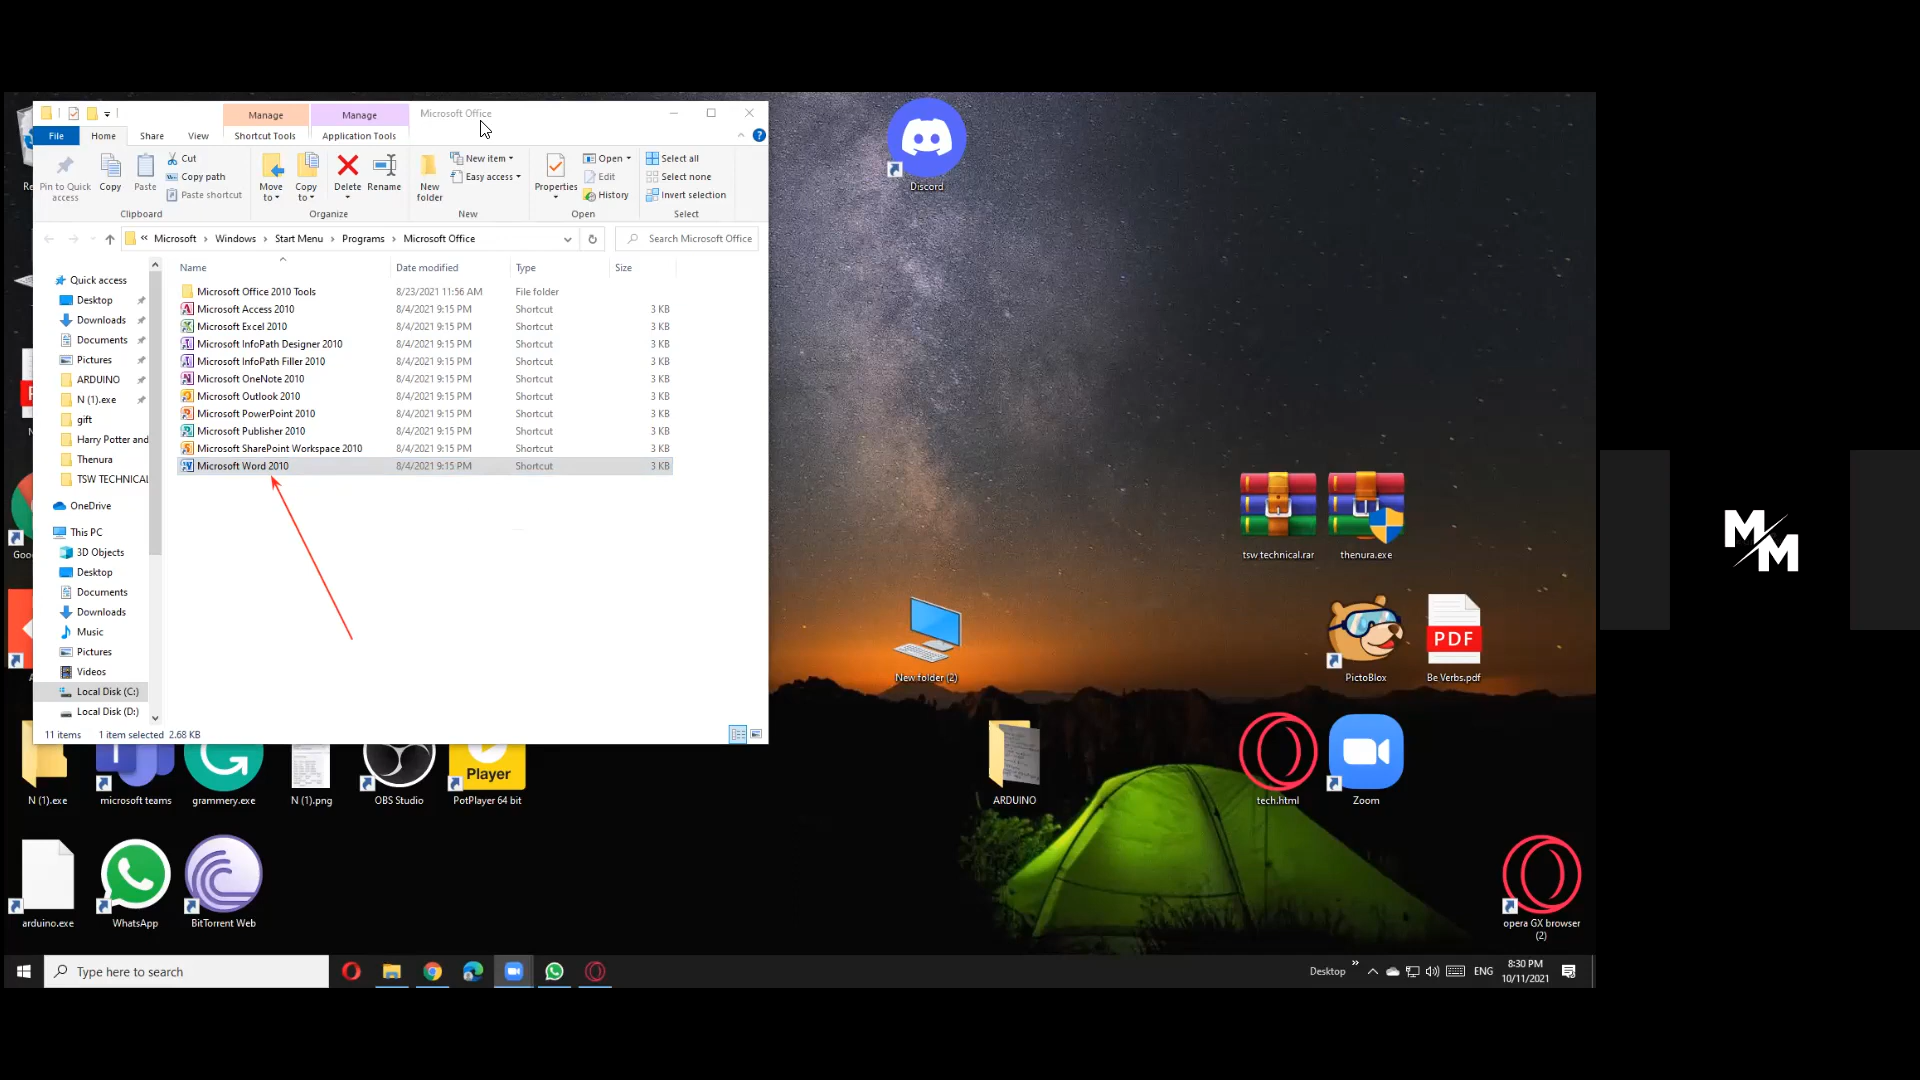 Manage
Manage
Microsoft Office
File
Home
Share
View
Shortcut Tools
Application Tools
Pin to Quick access
Copy
Paste
Cut
Copy path
Paste shortcut
Move to
Copy to
Delete
Rename
New folder
New item
Easy access
Properties
Open
Edit
History
Select all
Select none
Invert selection
Clipboard
Organize
New
Open
Select
« Microsoft › Windows › Start Menu › Programs › Microsoft Office
Search Microsoft Office
Name Date modified Type Size
Microsoft Office 2010 Tools 8/23/2021 11:56 AM File folder
Microsoft Access 2010 8/4/2021 9:15 PM Shortcut 3 KB
Microsoft Excel 2010 8/4/2021 9:15 PM Shortcut 3 KB
Microsoft InfoPath Designer 2010 8/4/2021 9:15 PM Shortcut 3 KB
Microsoft InfoPath Filler 2010 8/4/2021 9:15 PM Shortcut 3 KB
Microsoft OneNote 2010 8/4/2021 9:15 PM Shortcut 3 KB
Microsoft Outlook 2010 8/4/2021 9:15 PM Shortcut 3 KB
Microsoft PowerPoint 2010 8/4/2021 9:15 PM Shortcut 3 KB
Microsoft Publisher 2010 8/4/2021 9:15 PM Shortcut 3 KB
Microsoft SharePoint Workspace 2010 8/4/2021 9:15 PM Shortcut 3 KB
Microsoft Word 2010 8/4/2021 9:15 PM Shortcut 3 KB
Quick access
Desktop
Downloads
Documents
Pictures
ARDUINO
N (1).exe
gift
Harry Potter and
Thenura
TSW TECHNICAL
OneDrive
This PC
3D Objects
Desktop
Documents
Downloads
Music
Pictures
Videos
Local Disk (C:)
Local Disk (D:)
11 items 1 item selected 2.68 KB
Discord
tsw technical.rar
thenura.exe
New folder (2)
PictoBlox
PDF
Be Verbs.pdf
ARDUINO
tech.html
Zoom
N (1).exe
microsoft teams
grammery.exe
N (1).png
OBS Studio
Player
PotPlayer 64 bit
arduino.exe
WhatsApp
BitTorrent Web
opera GX browser
(2)
Type here to search
Desktop
ENG
8:30 PM
10/11/2021
M/M